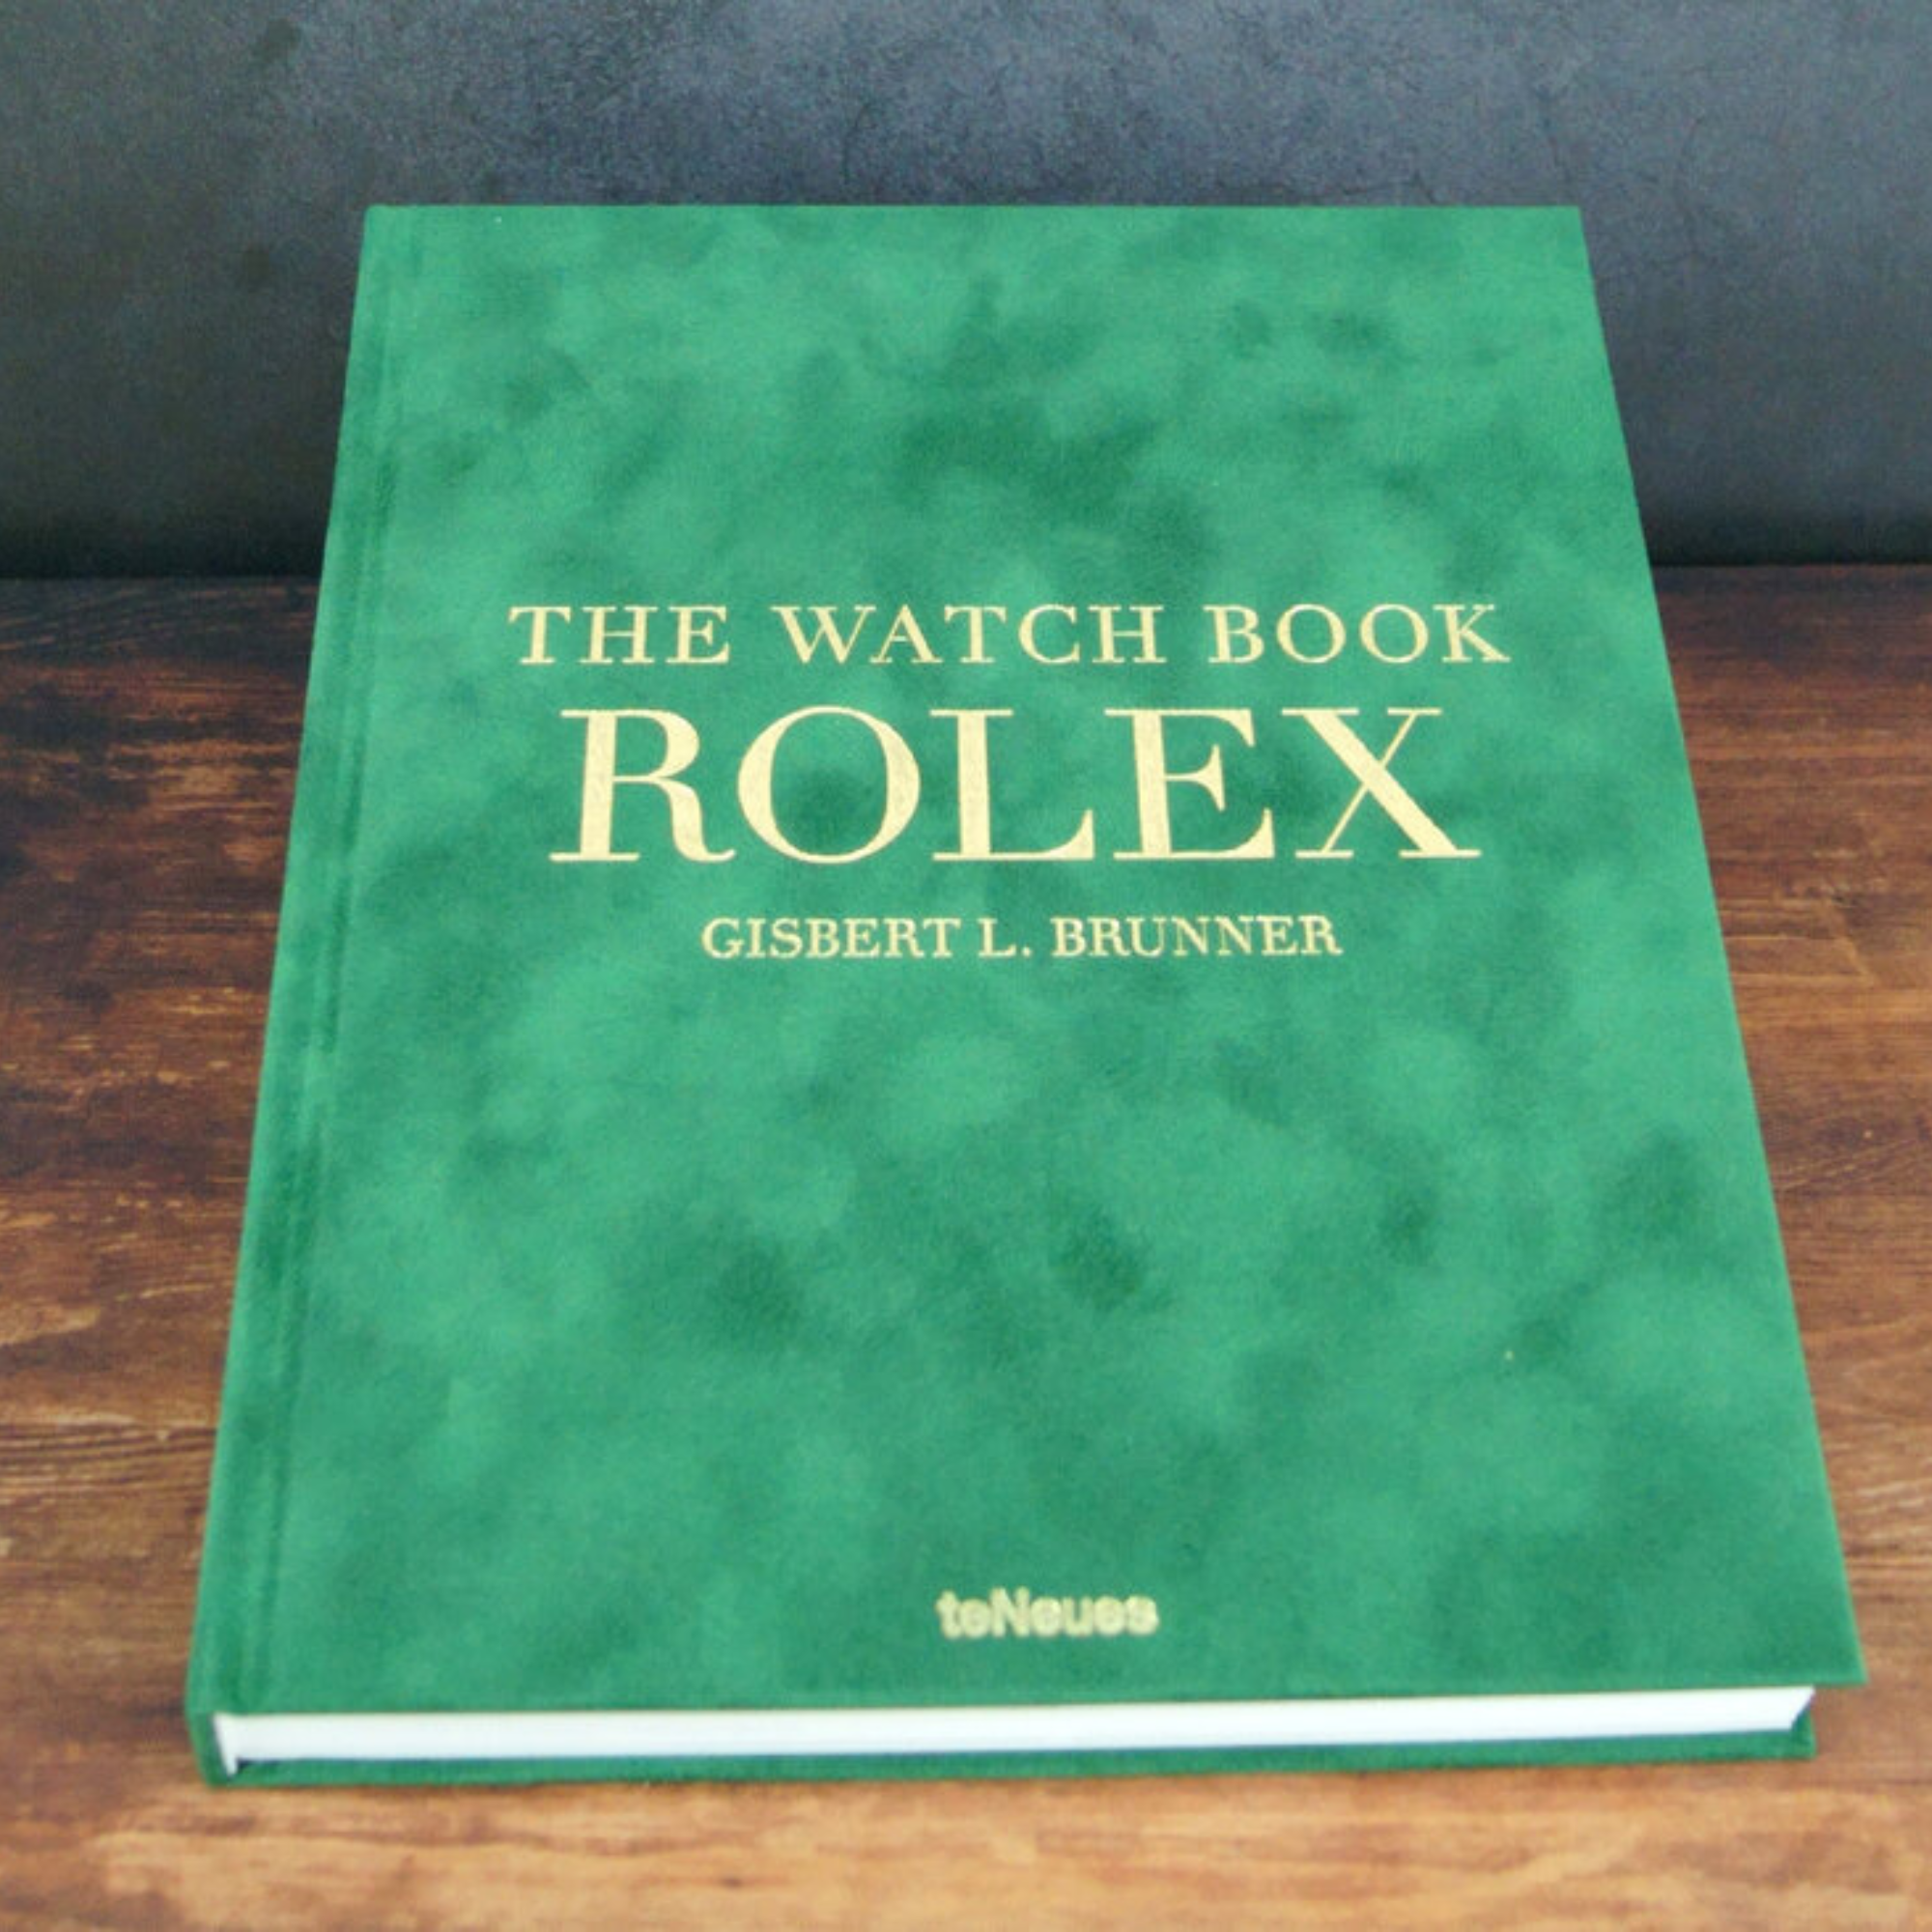 THE WATCH BOOK
ROLEX
GISBERT L. BRUNNER
teNeues